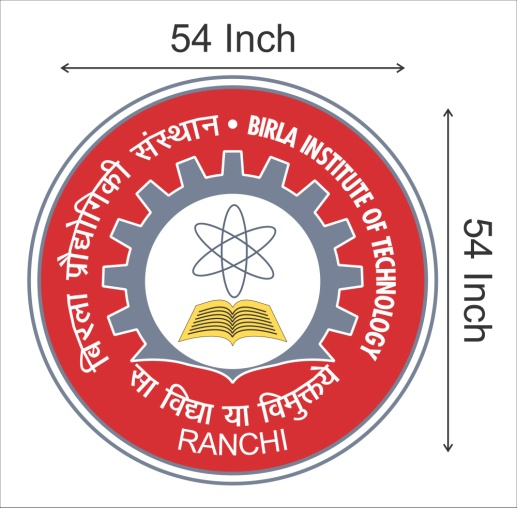 54 Inch
बिरला प्रौद्योगिकी संस्थान • BIRLA INSTITUTE OF TECHNOLOGY
54 Inch
सा विद्या या विमुक्तये
RANCHI